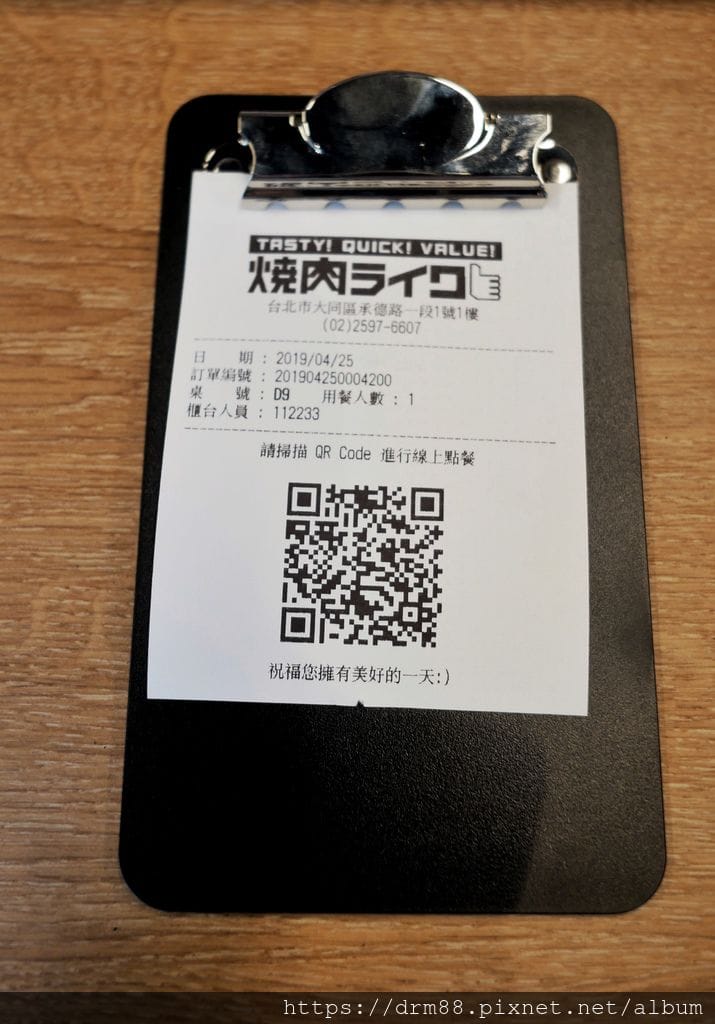 TASTY! QUICK! VALUE!
焼肉ライク
台北市大同區承德路一段1號1樓
(02)2597-6607
日 期 : 2019/04/25
訂單編號 : 201904250004200
桌 號 : D9 用餐人數 : 1
櫃台人員 : 112233
請掃描 QR Code 進行線上點餐
祝福您擁有美好的一天:)
https://drm88.pixnet.net/album